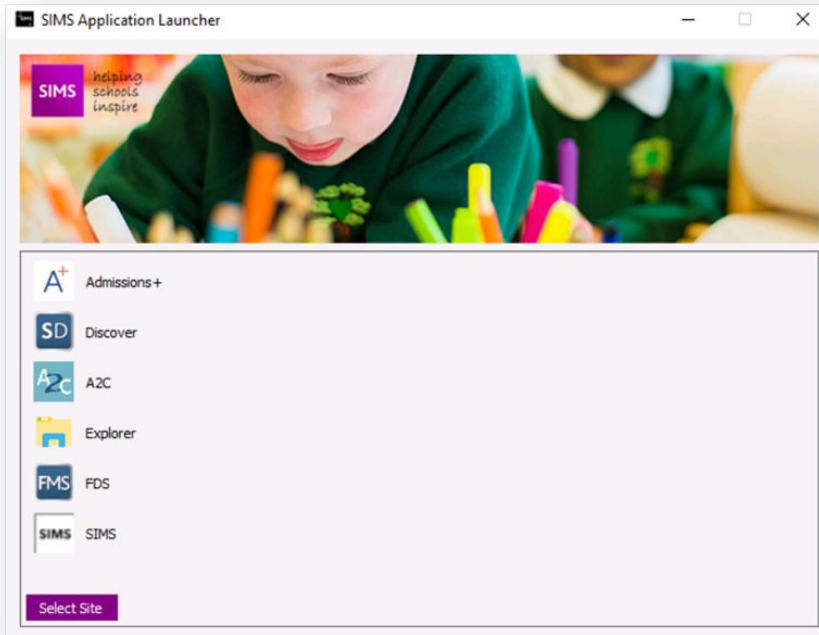 SIMS Application Launcher
SIMS
helping
schools
inspire
A+ Admissions+
SD Discover
A2C A2C
Explorer
FMS FDS
SIMS SIMS
Select Site